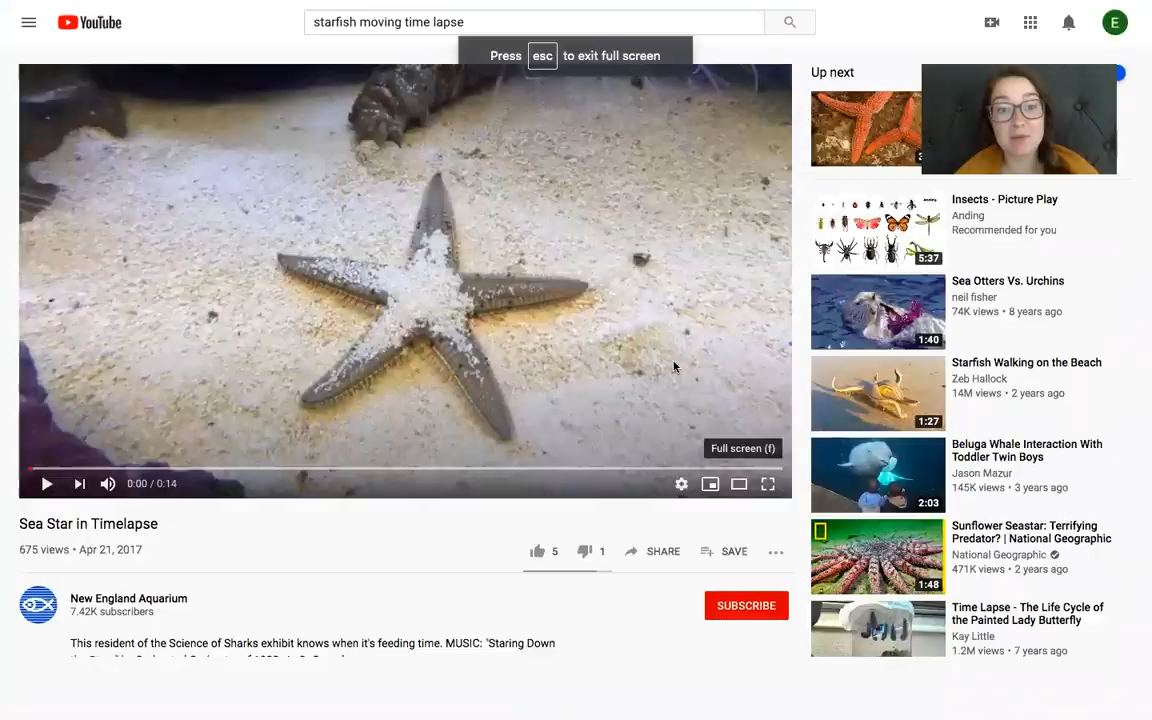 YouTube
starfish moving time lapse
E
Press esc to exit full screen
Full screen (f)
0:00 / 0:14
Sea Star in Timelapse
675 views • Apr 21, 2017
5
1
SHARE
SAVE
New England Aquarium
7.42K subscribers
SUBSCRIBE
This resident of the Science of Sharks exhibit knows when it's feeding time. MUSIC: 'Staring Down
Up next
Insects - Picture Play
Anding
Recommended for you
5:37
Sea Otters Vs. Urchins
neil fisher
74K views • 8 years ago
1:40
Starfish Walking on the Beach
Zeb Hallock
14M views • 2 years ago
1:27
Beluga Whale Interaction With
Toddler Twin Boys
Jason Mazur
145K views • 3 years ago
2:03
Sunflower Seastar: Terrifying
Predator? | National Geographic
National Geographic
471K views • 2 years ago
1:48
Time Lapse - The Life Cycle of
the Painted Lady Butterfly
Kay Little
1.2M views • 7 years ago